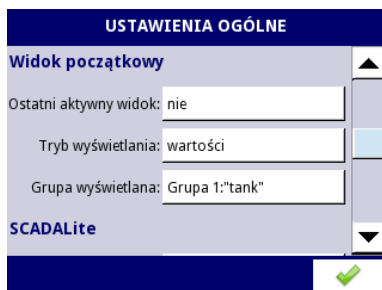 USTAWIENIA OGÓLNE
Widok początkowy
Ostatni aktywny widok: nie
Tryb wyświetlania: wartości
Grupa wyświetlana: Grupa 1:"tank"
SCADALite